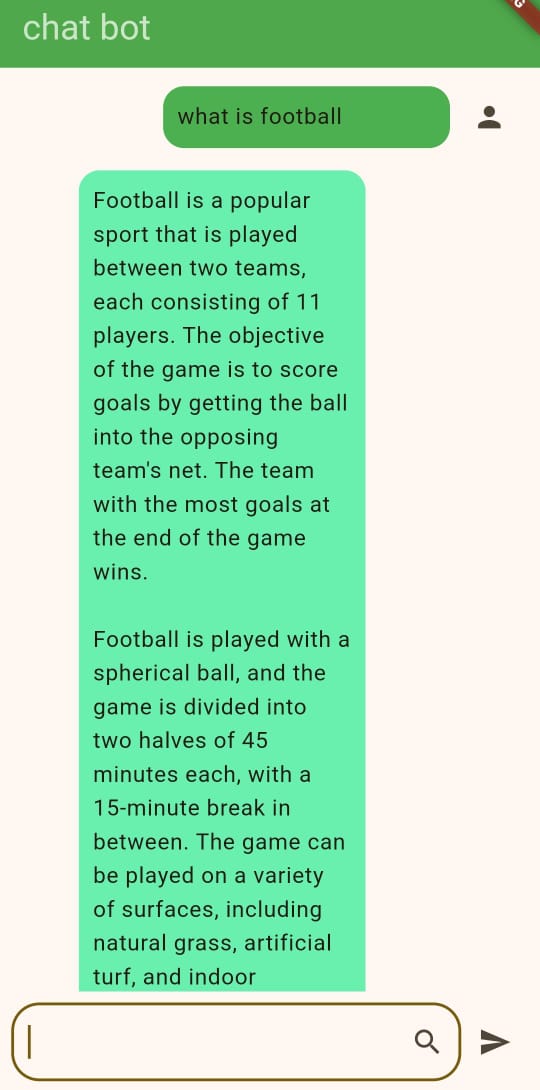 chat bot
G
what is football
Football is a popular
sport that is played
between two teams,
each consisting of 11
players. The objective
of the game is to score
goals by getting the ball
into the opposing
team's net. The team
with the most goals at
the end of the game
wins.
Football is played with a
spherical ball, and the
game is divided into
two halves of 45
minutes each, with a
15-minute break in
between. The game can
be played on a variety
of surfaces, including
natural grass, artificial
turf, and indoor